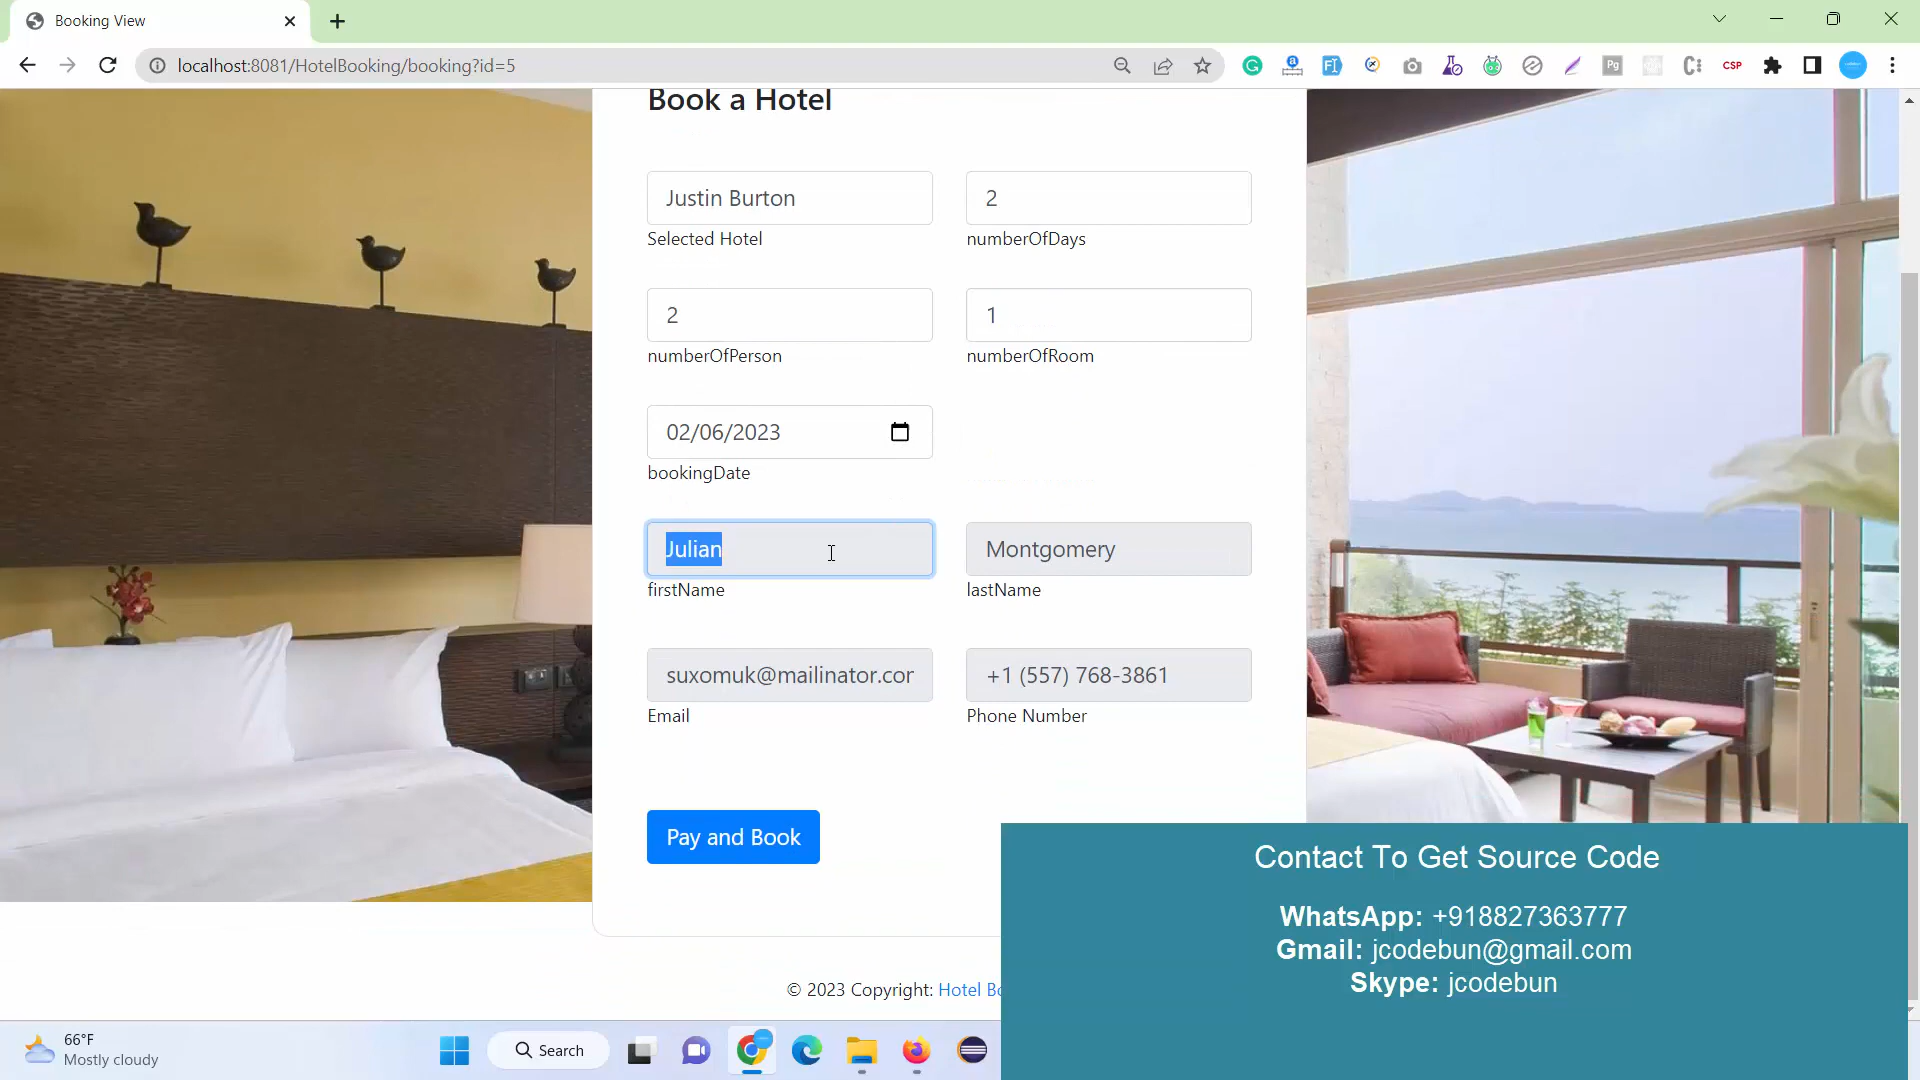 Booking View
localhost:8081/HotelBooking/booking?id=5
CSP
Book a Hotel
Justin Burton
2
Selected Hotel
numberOfDays
2
1
numberOfPerson
numberOfRoom
02/06/2023
bookingDate
Julian
Montgomery
firstName
lastName
suxomuk@mailinator.cor
+1 (557) 768-3861
Email
Phone Number
Pay and Book
Contact To Get Source Code
WhatsApp: +918827363777
Gmail: jcodebun@gmail.com
Skype: jcodebun
© 2023 Copyright: Hotel Bo
66°F
Mostly cloudy
Search